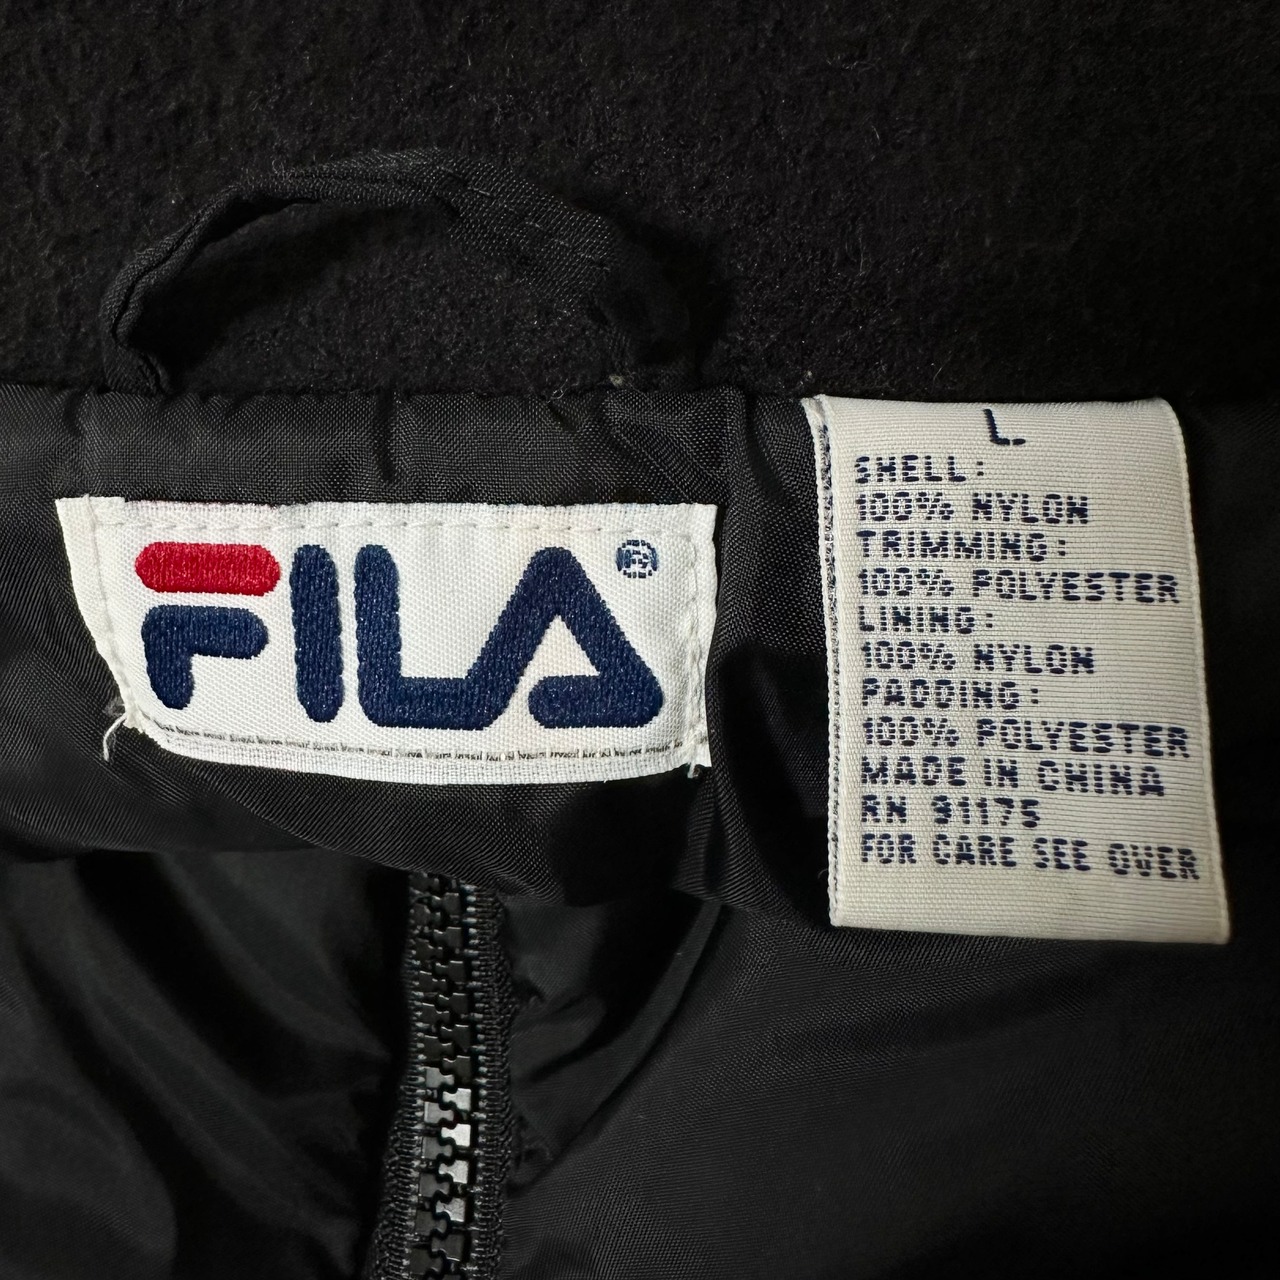 FILA®
L
SHELL:
100% NYLON
TRIMMING:
100% POLYESTER
LINING:
100% NYLON
PADDING:
100% POLYESTER
MADE IN CHINA
RN 91175
FOR CARE SEE OVER